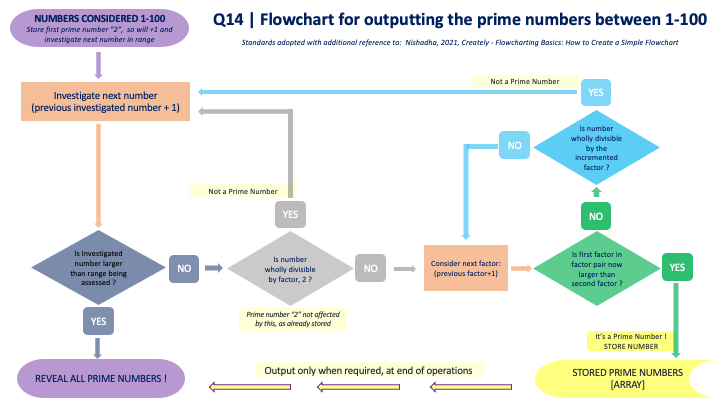 NUMBERS CONSIDERED 1-100
Store first prime number "2", so will +1 and
investigate next number in range
Q14 | Flowchart for outputting the prime numbers between 1-100
Standards adopted with additional reference to: Nishadha, 2021, Creately - Flowcharting Basics: How to Create a Simple Flowchart
Not a Prime Number
YES
Investigate next number
(previous investigated number + 1)
Is number
wholly divisible
by the
incremented
factor ?
NO
Not a Prime Number
YES
NO
Is Investigated
number larger
than range being
assessed ?
NO
Is number
wholly divisible
by factor, 2 ?
NO
Consider next factor:
(previous factor+1)
Is first factor in
factor pair now
larger than
second factor ?
YES
Prime number "2" not affected
by this, as already stored
YES
It's a Prime Number !
STORE NUMBER
REVEAL ALL PRIME NUMBERS !
Output only when required, at end of operations
STORED PRIME NUMBERS
[ARRAY]